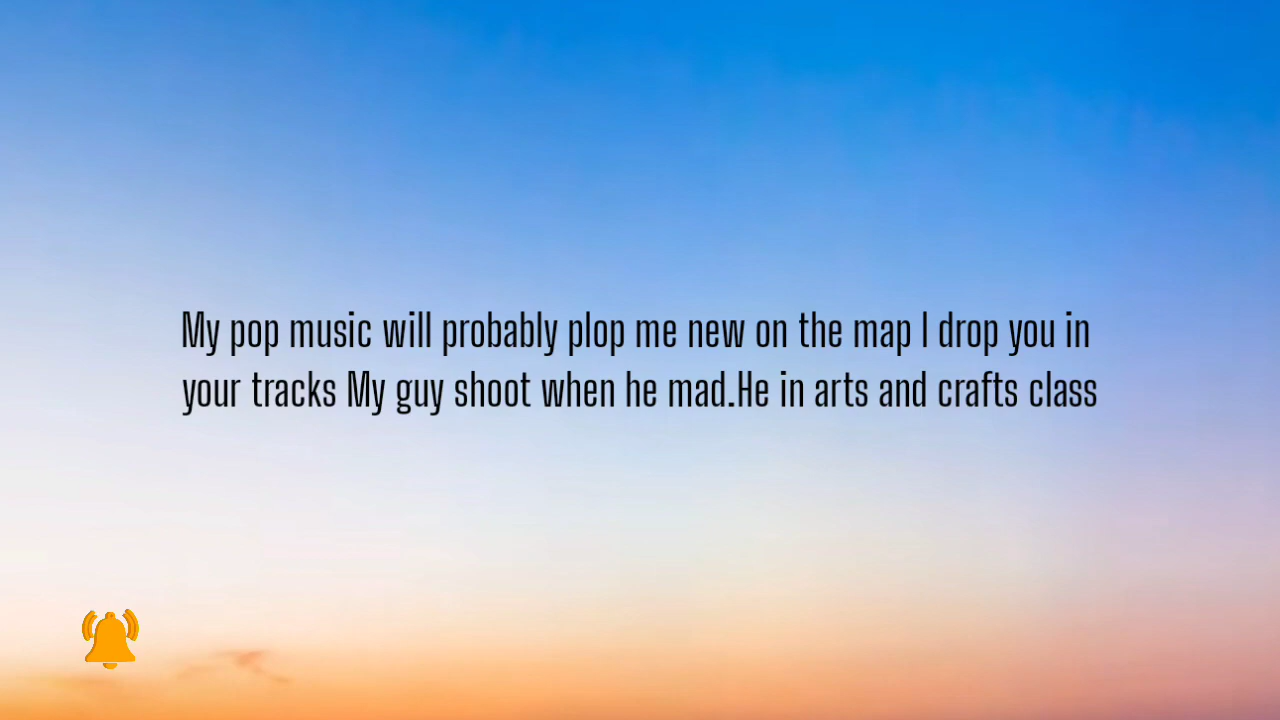 My pop music will probably plop me new on the map I drop you in
your tracks My guy shoot when he mad.He in arts and crafts class